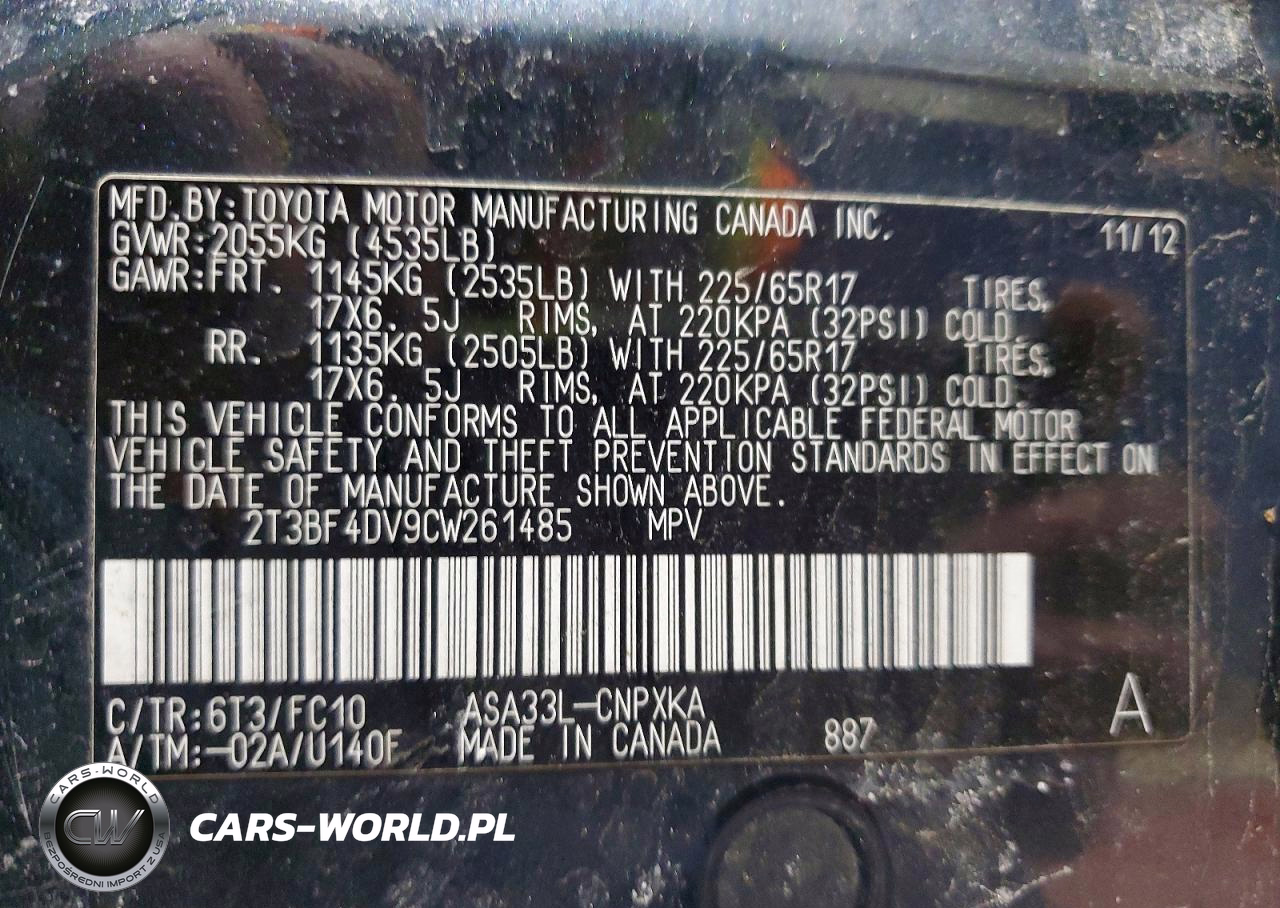 MFD.BY:TOYOTA MOTOR MANUFACTURING CANADA INC. 11/12
GVWR:2055KG (4535LB)
GAWR:FRT. 1145KG (2535LB) WITH 225/65R17 TIRES,
17X6.5J RIMS, AT 220KPA (32PSI) COLD.
RR. 1135KG (2505LB) WITH 225/65R17 TIRES,
17X6.5J RIMS, AT 220KPA (32PSI) COLD.
THIS VEHICLE CONFORMS TO ALL APPLICABLE FEDERAL MOTOR
VEHICLE SAFETY AND THEFT PREVENTION STANDARDS IN EFFECT ON
THE DATE OF MANUFACTURE SHOWN ABOVE.
2T3BF4DV9CW261485 MPV
C/TR:6T3/FC10 ASA33L-CNPXKA
A/TM:-02A/U140F MADE IN CANADA 887 A
CARS-WORLD
CW
BEZPOŚREDNI IMPORT Z USA
CARS-WORLD.PL